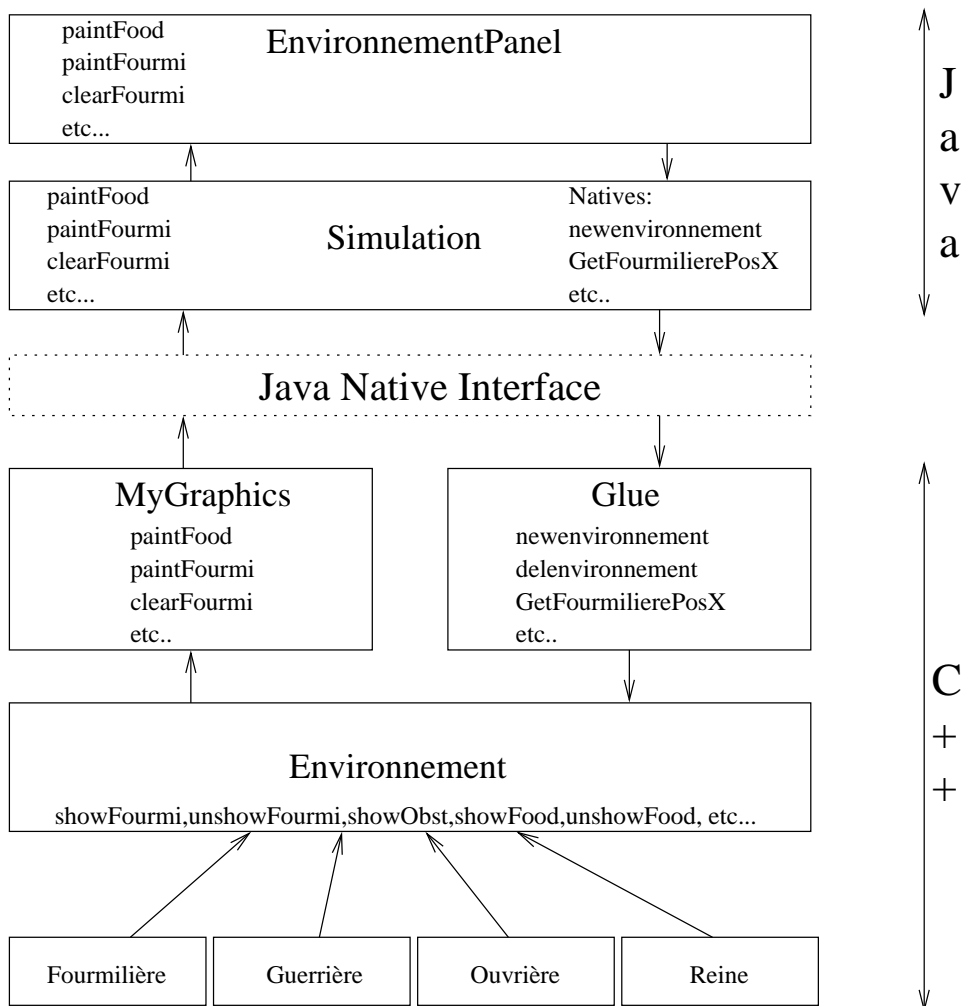 EnvironnementPanel
paintFood
paintFourmi
clearFourmi
etc...
Simulation
paintFood
paintFourmi
clearFourmi
etc...
Natives:
newenvironnement
GetFourmilierePosX
etc..
Java Native Interface
MyGraphics
paintFood
paintFourmi
clearFourmi
etc..
Glue
newenvironnement
delenvironnement
GetFourmilierePosX
etc..
Environnement
showFourmi,unshowFourmi,showObst,showFood,unshowFood, etc...
Fourmilière
Guerrière
Ouvrière
Reine
J
a
v
a
C
+
+